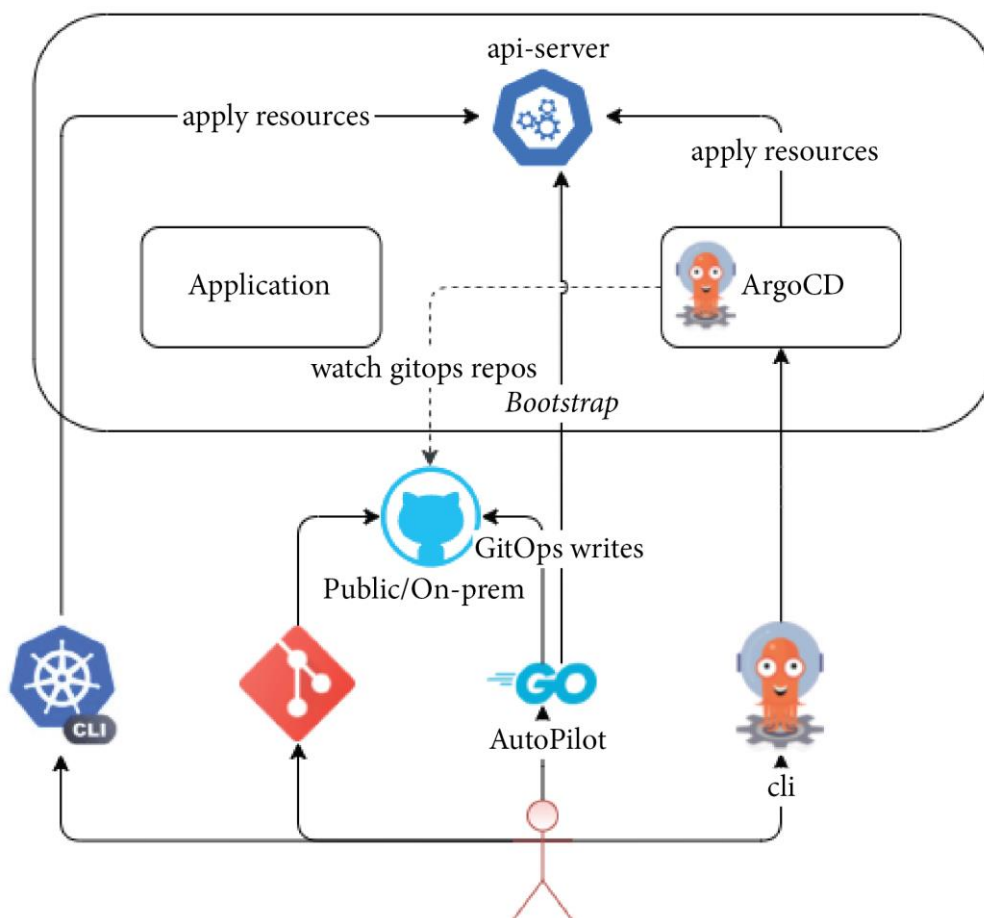 api-server
apply resources
apply resources
Application
ArgoCD
watch gitops repos
Bootstrap
GitOps writes
Public/On-prem
CLI
GO
AutoPilot
cli